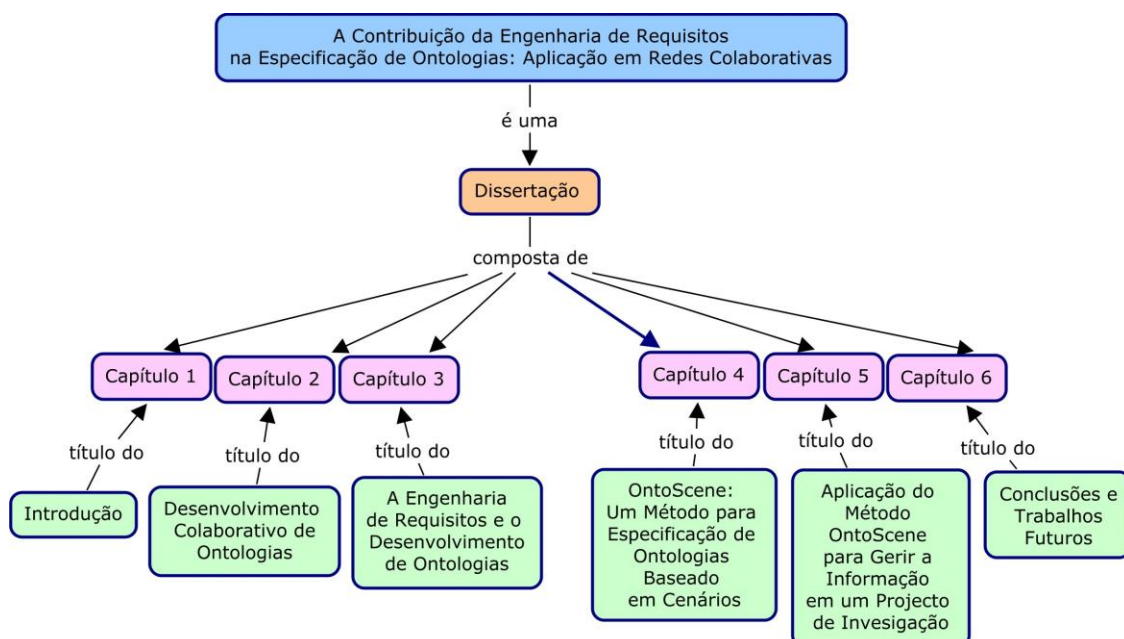 A Contribuição da Engenharia de Requisitos
na Especificação de Ontologias: Aplicação em Redes Colaborativas
é uma
Dissertação
composta de
Capítulo 1
Capítulo 2
Capítulo 3
Capítulo 4
Capítulo 5
Capítulo 6
título do
título do
título do
título do
título do
título do
Introdução
Desenvolvimento
Colaborativo de
Ontologias
A Engenharia
de Requisitos e o
Desenvolvimento
de Ontologias
OntoScene:
Um Método para
Especificação de
Ontologias
Baseado
em Cenários
Aplicação do
Método
OntoScene
para Gerir a
Informação
em um Projecto
de Invesigação
Conclusões e
Trabalhos
Futuros